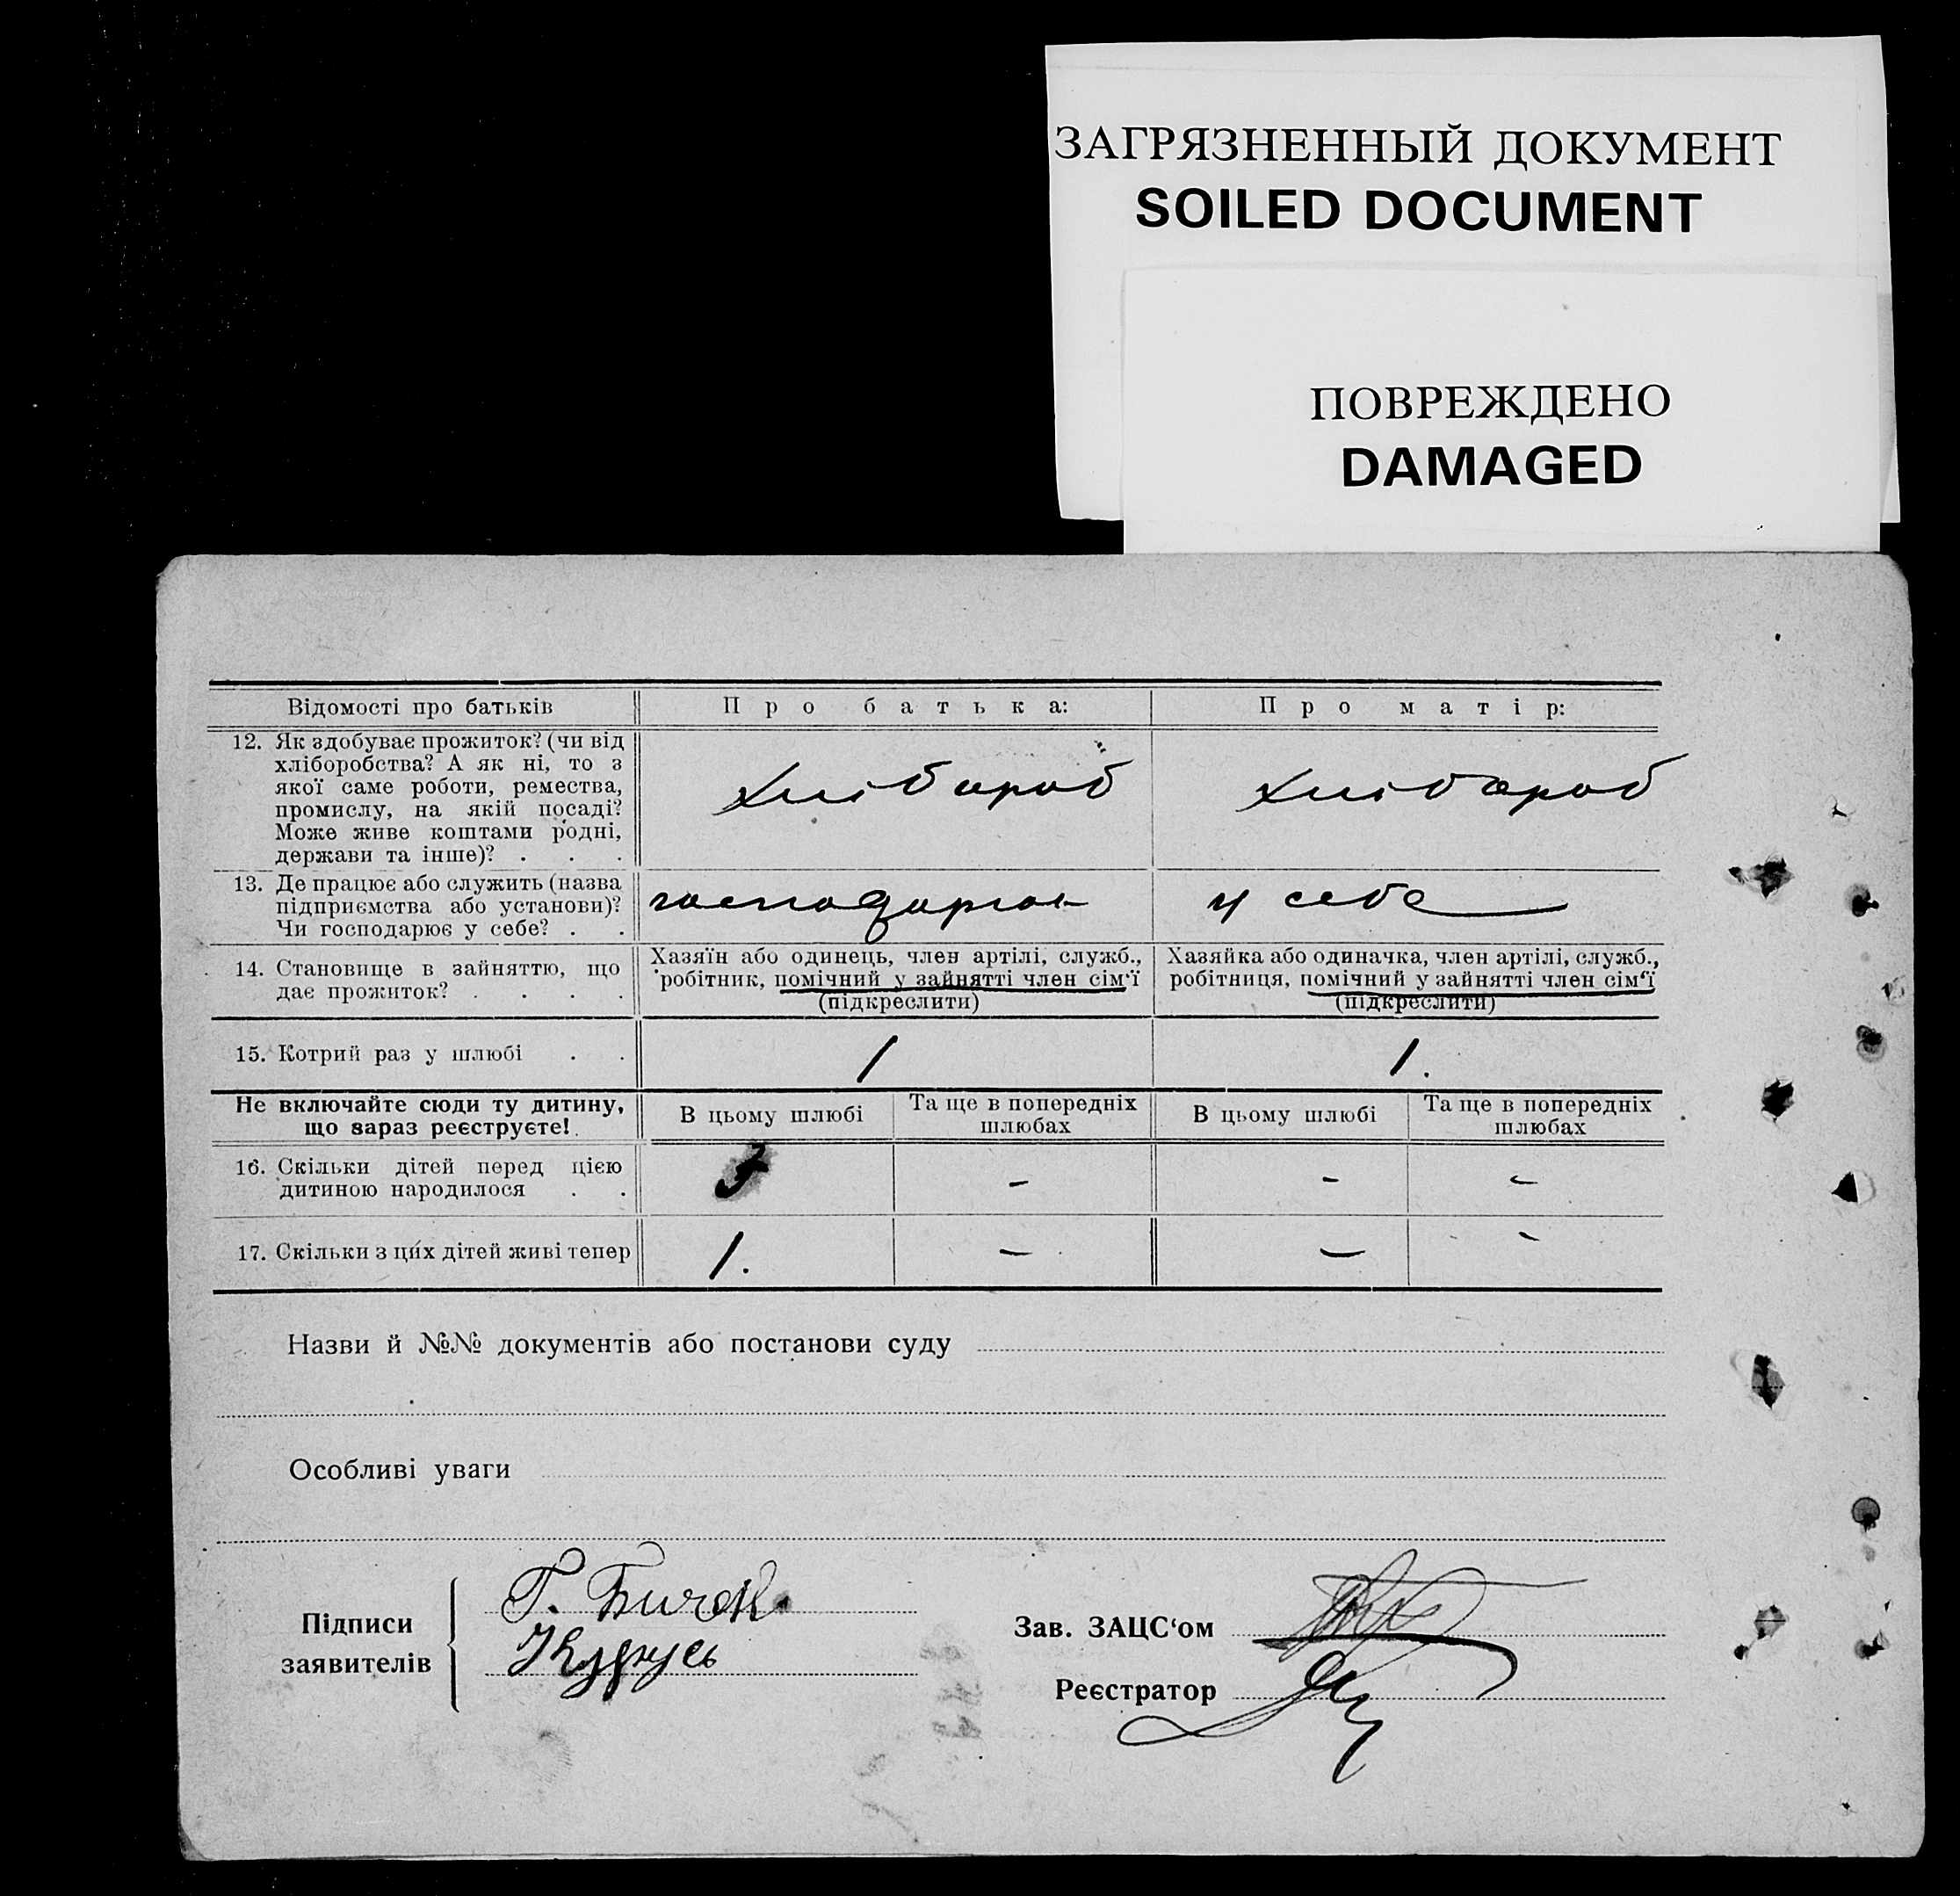 ЗАГРЯЗНЕННЫЙ ДОКУМЕНТ
SOILED DOCUMENT
ПОВРЕЖДЕНО
DAMAGED
Відомості про батьків
Про батька:
Про матір:
12. Як здобуває прожиток? (чи від
хліборобства? А як ні, то з
якої саме роботи, ремества,
промислу, на якій посаді?
Може живе коштами родні,
держави та інше)? . . .
хлібороб
хлібороб
13. Де працює або служить (назва
підприємства або установи)?
Чи господарює у себе? . .
у себе
14. Становище в зайняттю, що
дає прожиток? . . . .
Хазяїн або одинець, член артілі, служб.,
робітник, помічний у зайнятті член сім‘ї
(підкреслити)
Хазяйка або одиначка, член артілі, служб.,
робітниця, помічний у зайнятті член сім‘ї
(підкреслити)
15. Котрий раз у шлюбі . .
1
1.
Не включайте сюди ту дитину,
що зараз реєструєте!
В цьому шлюбі
Та ще в попередніх
шлюбах
В цьому шлюбі
Та ще в попередніх
шлюбах
16. Скільки дітей перед цією
дитиною народилося . .
- - -
17. Скільки з цих дітей живі тепер
1. - - -
Назви й №№ документів або постанови суду
Особливі уваги
Підписи
заявителів
Г. Бичок
Зав. ЗАЦС‘ом
Реєстратор